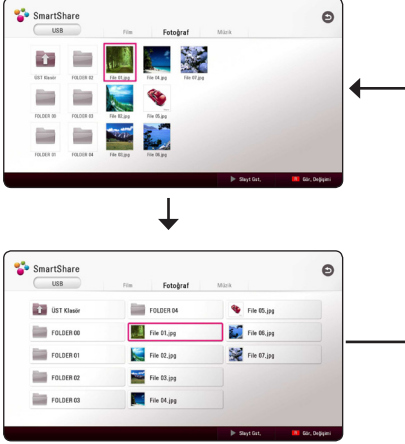 SmartShare
USB Film Fotoğraf Müzik
ÜST Klasör FOLDER 02 File 01.jpg File 04.jpg File 07.jpg
FOLDER 00 FOLDER 03 File 02.jpg File 05.jpg
FOLDER 01 FOLDER 04 File 03.jpg File 06.jpg
Slayt Gst. Gör. Değişimi
SmartShare
USB Film Fotoğraf Müzik
ÜST Klasör FOLDER 04 File 05.jpg
FOLDER 00 File 01.jpg File 06.jpg
FOLDER 01 File 02.jpg File 07.jpg
FOLDER 02 File 03.jpg
FOLDER 03 File 04.jpg
Slayt Gst. Gör. Değişimi